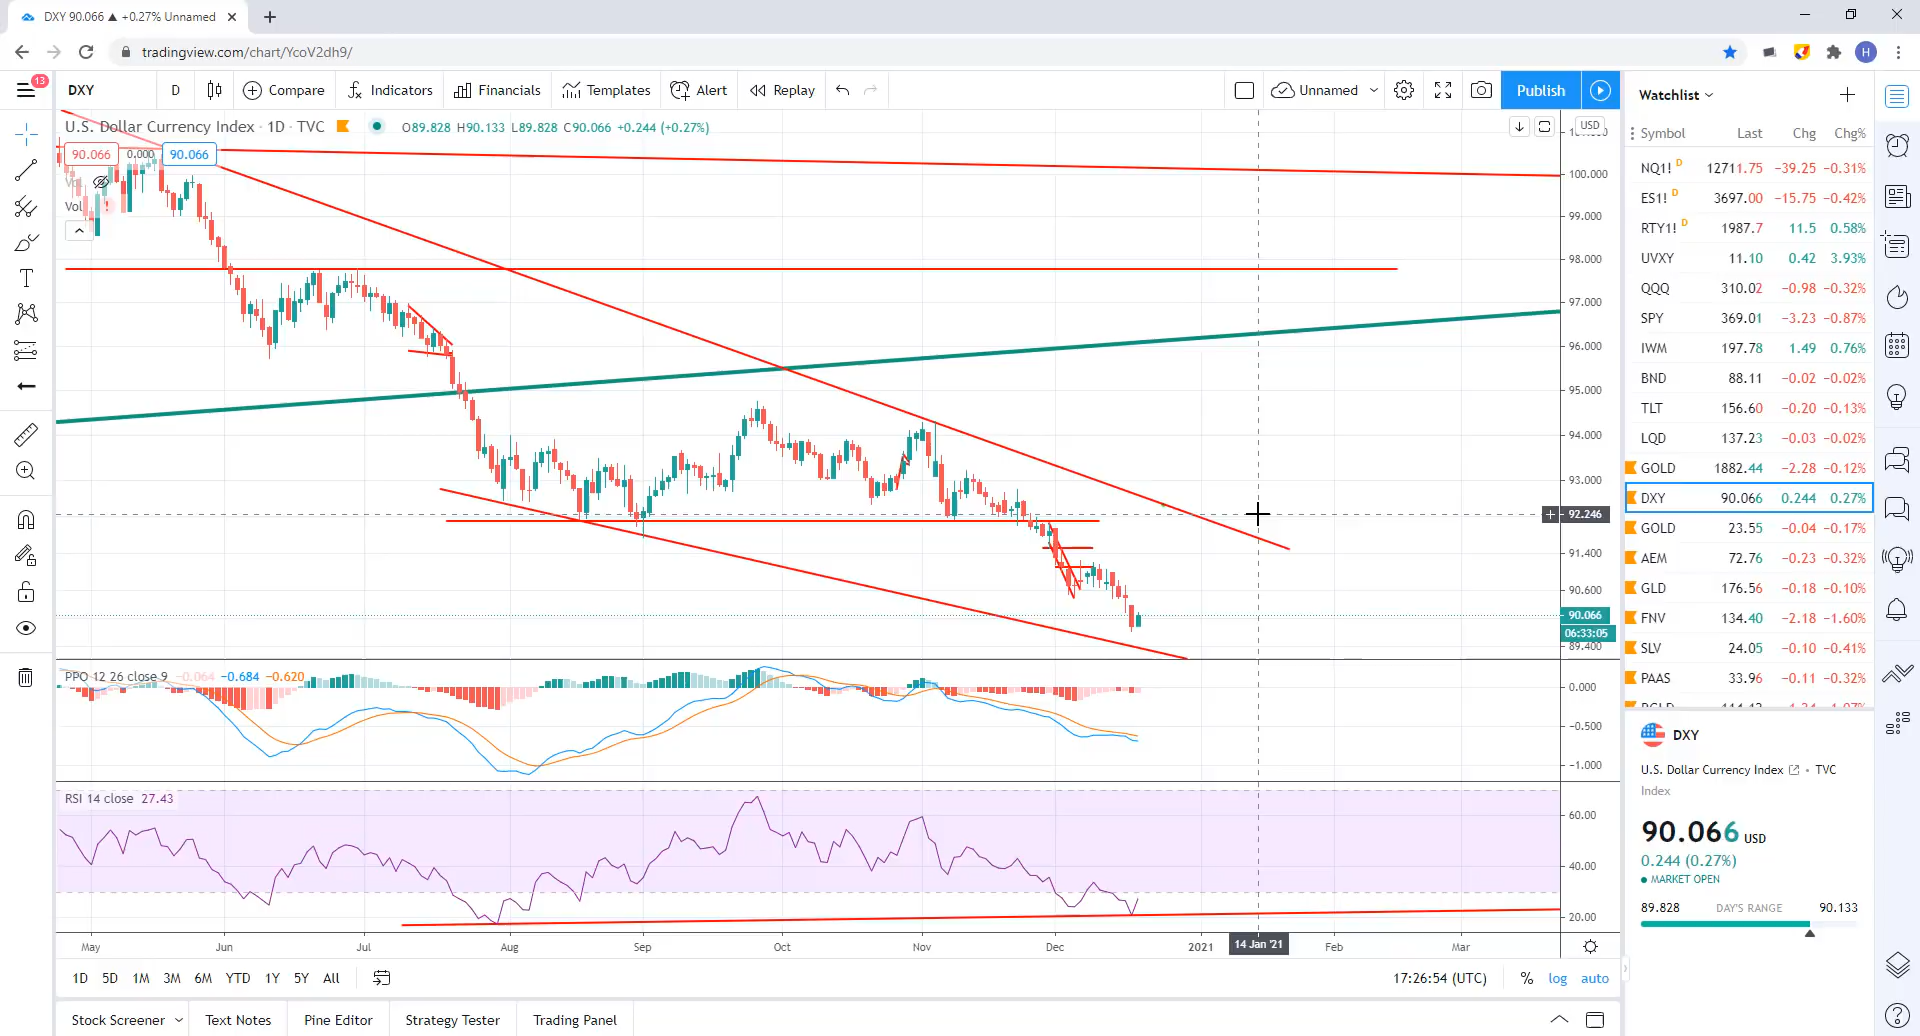 DXY 90.066 ▲ +0.27% Unnamed
tradingview.com/chart/YcoV2dh9/
H
13
DXY D Compare Indicators Financials Templates Alert Replay Unnamed Publish
U.S. Dollar Currency Index · 1D · TVC O89.828 H90.133 L89.828 C90.066 +0.244 (+0.27%)
90.066 0.000 90.066
Vol
Vol !
USD
100.000
99.000
98.000
97.000
96.000
95.000
94.000
93.000
92.246
91.400
90.600
90.066
06:33:05
89.400
PPO 12 26 close 9 −0.064 −0.684 −0.620
0.000
−0.500
−1.000
RSI 14 close 27.43
60.00
40.00
20.00
May Jun Jul Aug Sep Oct Nov Dec 2021 14 Jan '21 Feb Mar
1D 5D 1M 3M 6M YTD 1Y 5Y All 17:26:54 (UTC) % log auto
Stock Screener Text Notes Pine Editor Strategy Tester Trading Panel
Watchlist
Symbol Last Chg Chg%
NQ1! D 12711.75 −39.25 −0.31%
ES1! D 3697.00 −15.75 −0.42%
RTY1! D 1987.7 11.5 0.58%
UVXY 11.10 0.42 3.93%
QQQ 310.02 −0.98 −0.32%
SPY 369.01 −3.23 −0.87%
IWM 197.78 1.49 0.76%
BND 88.11 −0.02 −0.02%
TLT 156.60 −0.20 −0.13%
LQD 137.23 −0.03 −0.02%
GOLD 1882.44 −2.28 −0.12%
DXY 90.066 0.244 0.27%
GOLD 23.55 −0.04 −0.17%
AEM 72.76 −0.23 −0.32%
GLD 176.56 −0.18 −0.10%
FNV 134.40 −2.18 −1.60%
SLV 24.05 −0.10 −0.41%
PAAS 33.96 −0.11 −0.32%
DXY
U.S. Dollar Currency Index • TVC
Index
90.066 USD
0.244 (0.27%)
MARKET OPEN
89.828 DAY'S RANGE 90.133